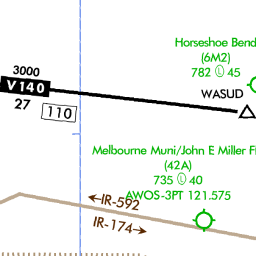 Horseshoe Bend
(6M2)
782 Ⓛ 45
3000
V140
27
110
WASUD
Melbourne Muni/John E Miller
(42A)
735 Ⓛ 40
AWOS-3PT 121.575
IR-592
IR-174